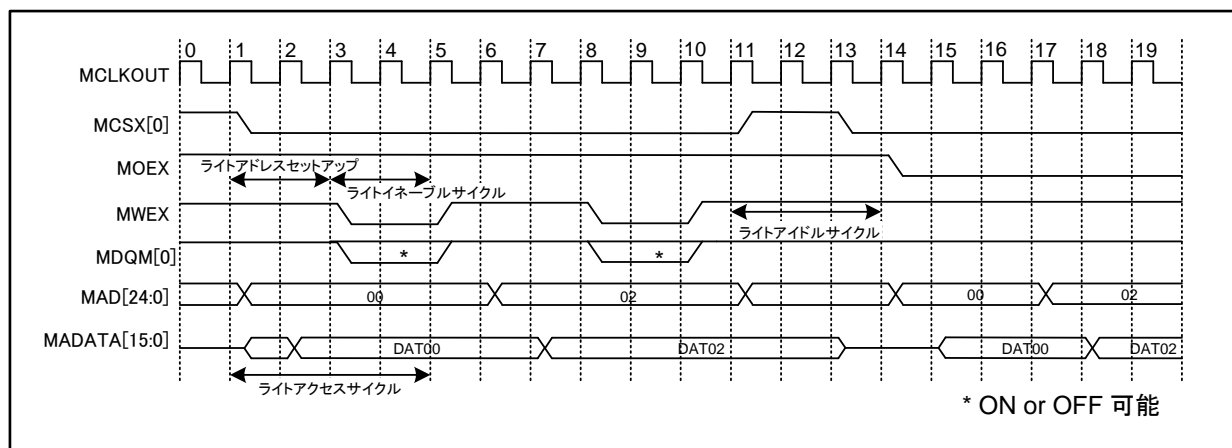 0 1 2 3 4 5 6 7 8 9 10 11 12 13 14 15 16 17 18 19
MCLKOUT
MCSX[0]
MOEX
ライトアドレスセットアップ
ライトイネーブルサイクル
MWEX
ライトアイドルサイクル
MDQM[0]
* *
MAD[24:0]
00 02 00 02
MADATA[15:0]
DAT00 DAT02 DAT00 DAT02
ライトアクセスサイクル
* ON or OFF 可能